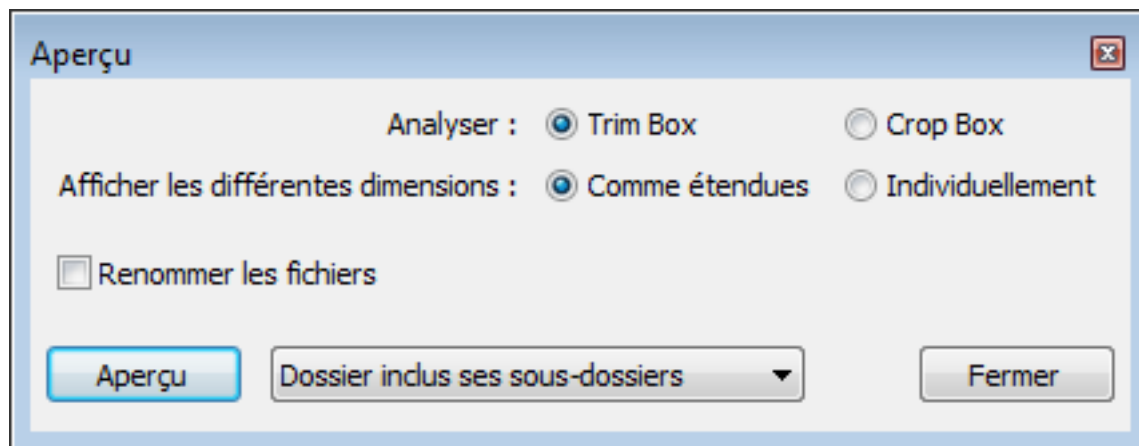 Aperçu
Analyser : Trim Box Crop Box
Afficher les différentes dimensions : Comme étendues Individuellement
Renommer les fichiers
Aperçu Dossier inclus ses sous-dossiers Fermer